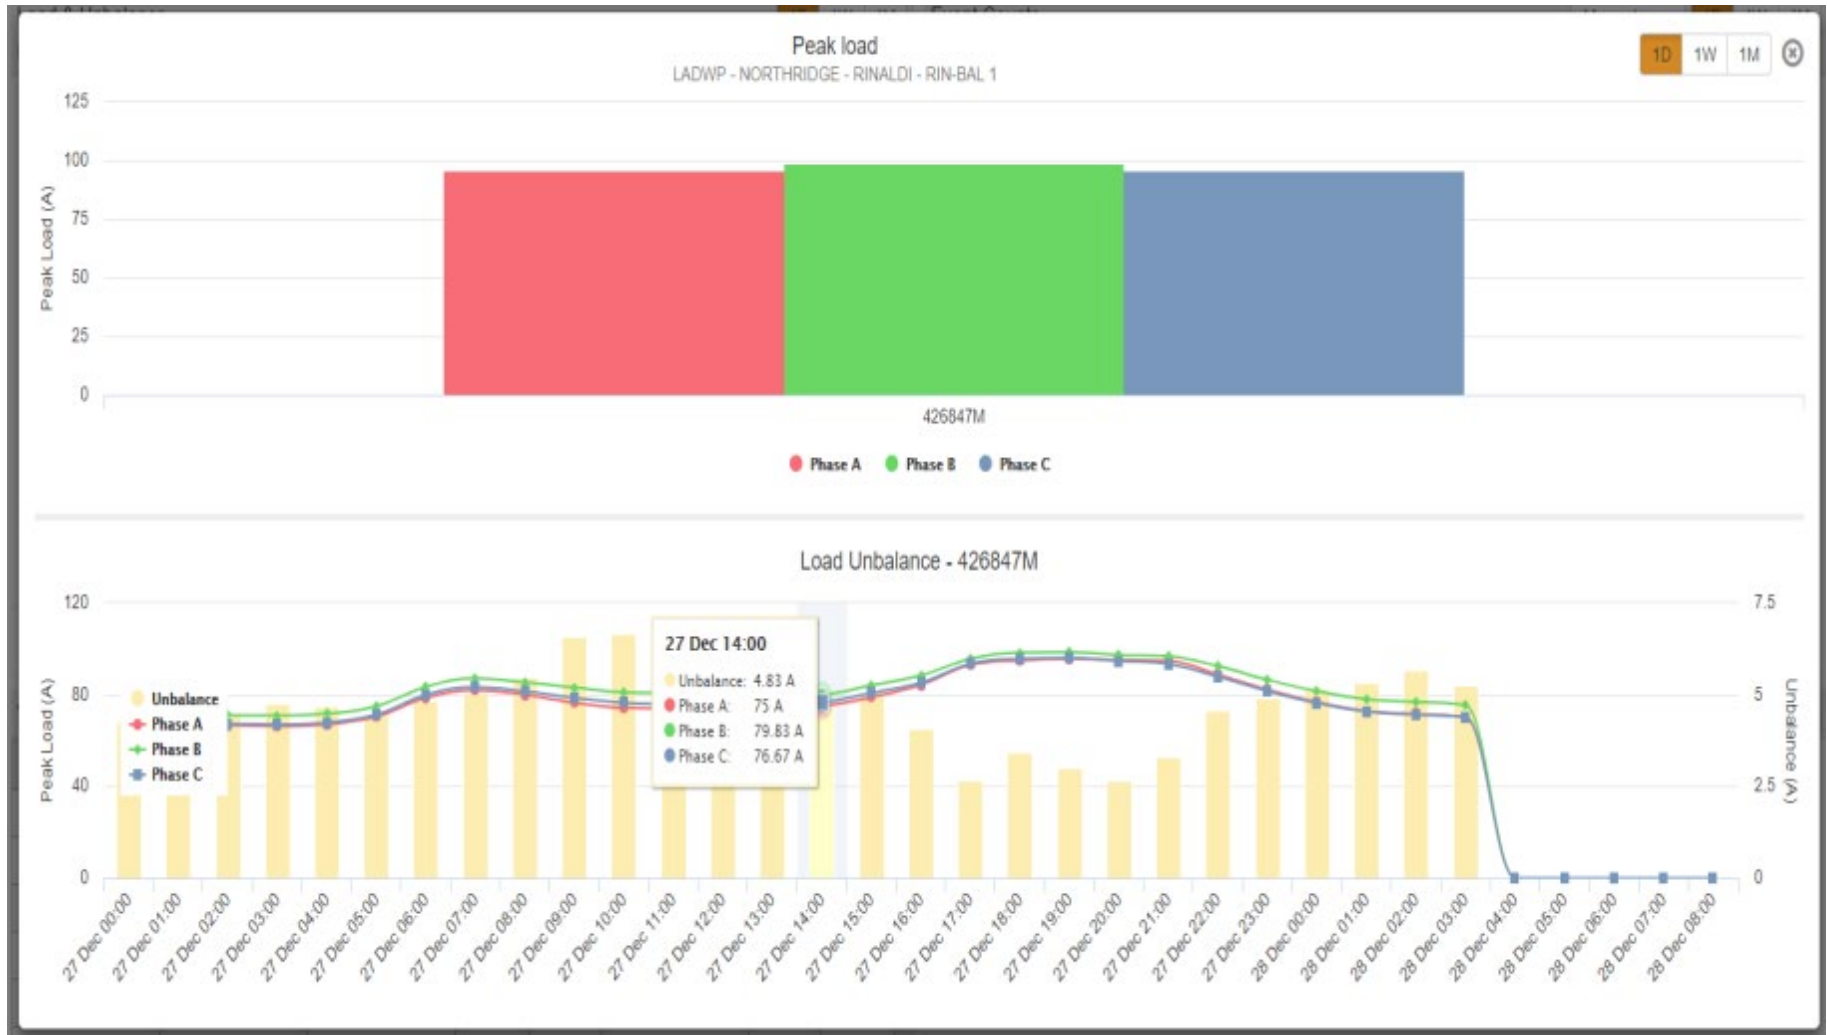 Load & Unbalance
Event Counts
Peak load
LADWP - NORTHRIDGE - RINALDI - RIN-BAL 1
1D 1W 1M
125
100
75
50
25
0
Peak Load (A)
426847M
Phase A Phase B Phase C
Load Unbalance - 426847M
120
80
40
0
Peak Load (A)
Unbalance
Phase A
Phase B
Phase C
27 Dec 14:00
Unbalance: 4.83 A
Phase A: 75 A
Phase B: 79.83 A
Phase C: 76.67 A
7.5
5
2.5
0
Unbalance (A)
27 Dec 00:00
27 Dec 01:00
27 Dec 02:00
27 Dec 03:00
27 Dec 04:00
27 Dec 05:00
27 Dec 06:00
27 Dec 07:00
27 Dec 08:00
27 Dec 09:00
27 Dec 10:00
27 Dec 11:00
27 Dec 12:00
27 Dec 13:00
27 Dec 14:00
27 Dec 15:00
27 Dec 16:00
27 Dec 17:00
27 Dec 18:00
27 Dec 19:00
27 Dec 20:00
27 Dec 21:00
27 Dec 22:00
27 Dec 23:00
28 Dec 00:00
28 Dec 01:00
28 Dec 02:00
28 Dec 03:00
28 Dec 04:00
28 Dec 05:00
28 Dec 06:00
28 Dec 07:00
28 Dec 08:00